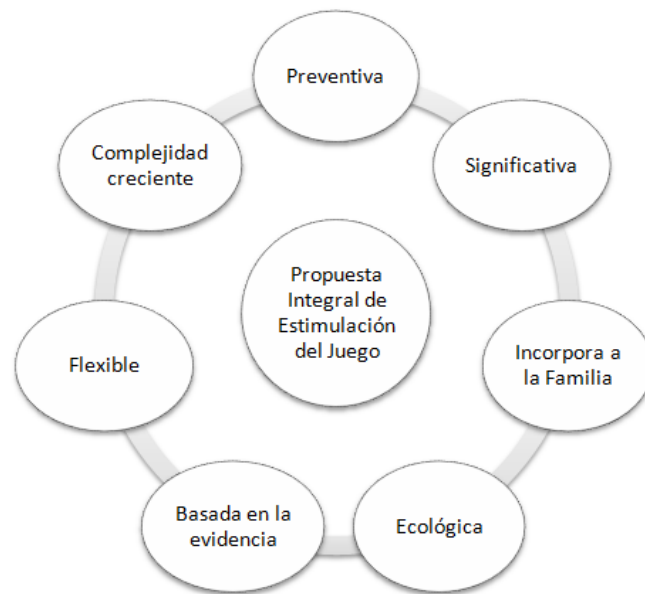 Preventiva
Significativa
Incorpora a
la Familia
Ecológica
Basada en la
evidencia
Flexible
Complejidad
creciente
Propuesta
Integral de
Estimulación
del Juego